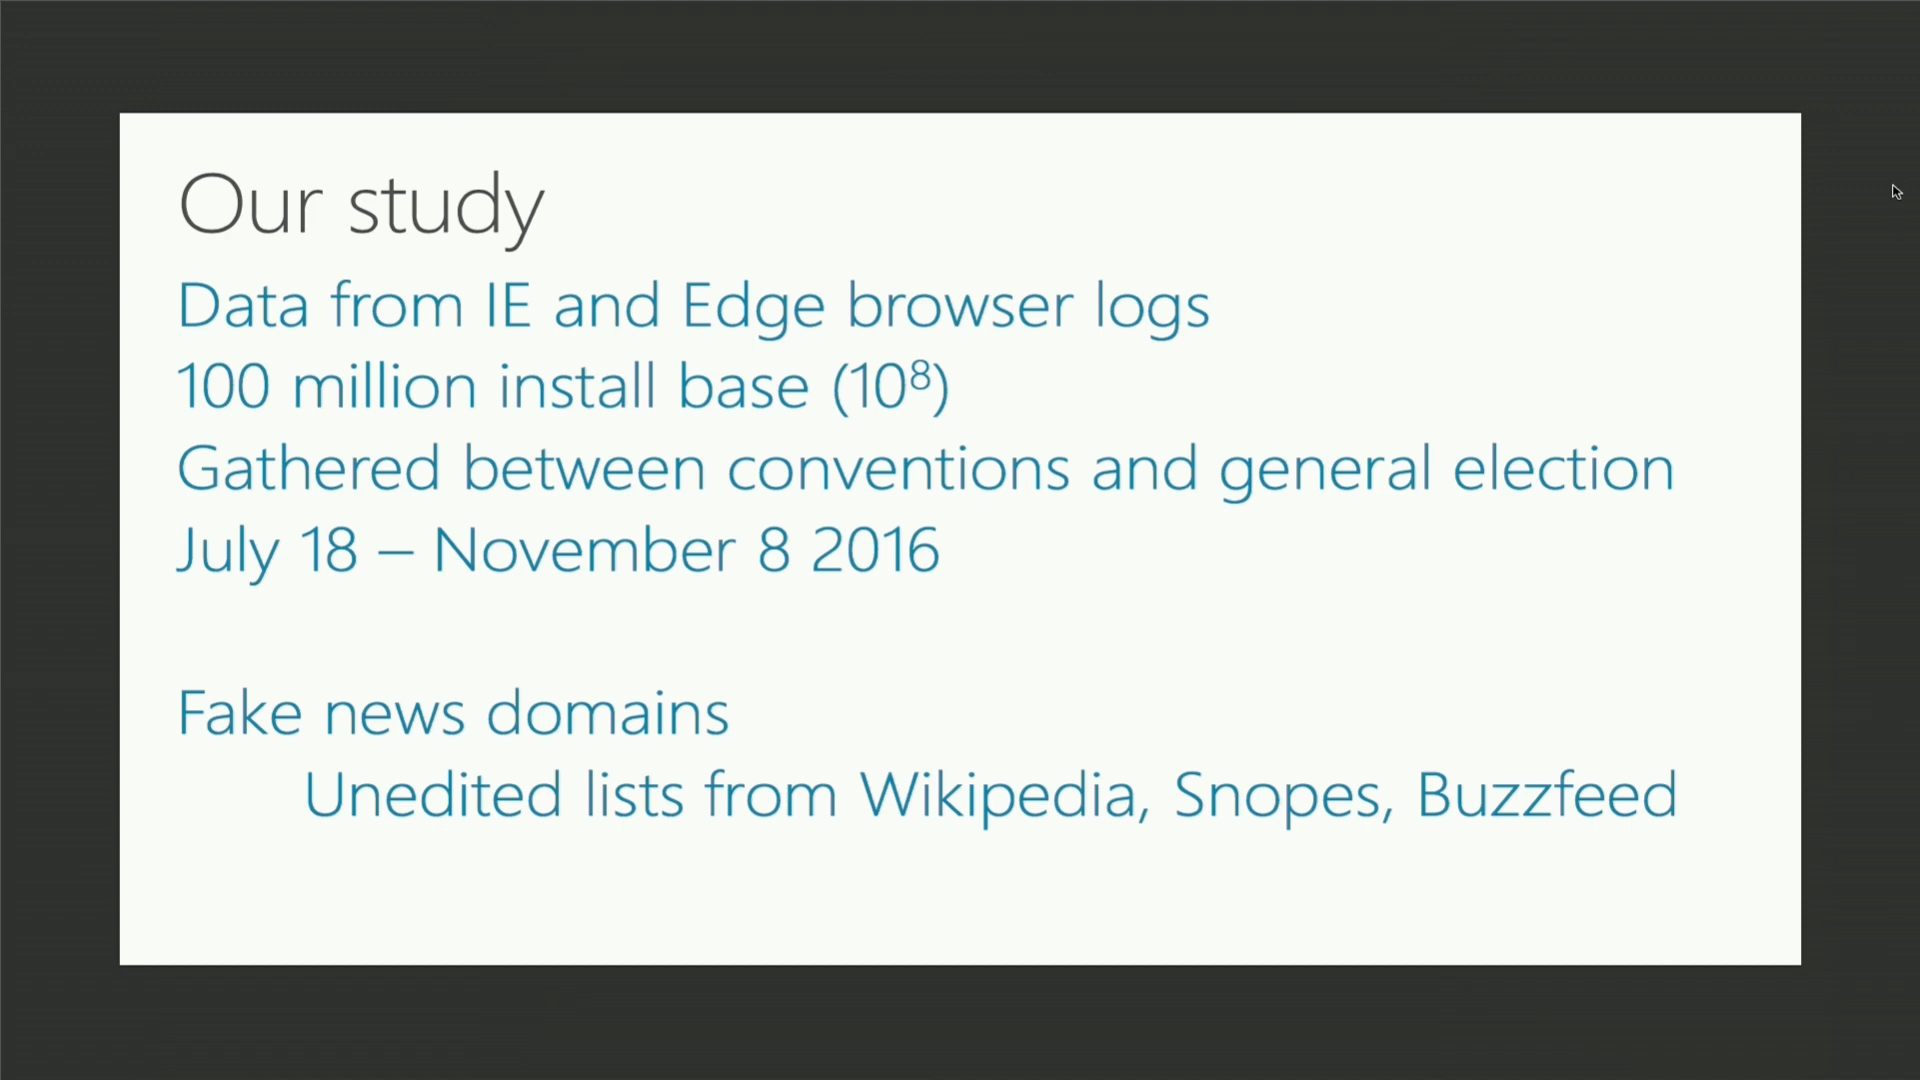 Our study
Data from IE and Edge browser logs
100 million install base (10⁸)
Gathered between conventions and general election
July 18 – November 8 2016
Fake news domains
Unedited lists from Wikipedia, Snopes, Buzzfeed